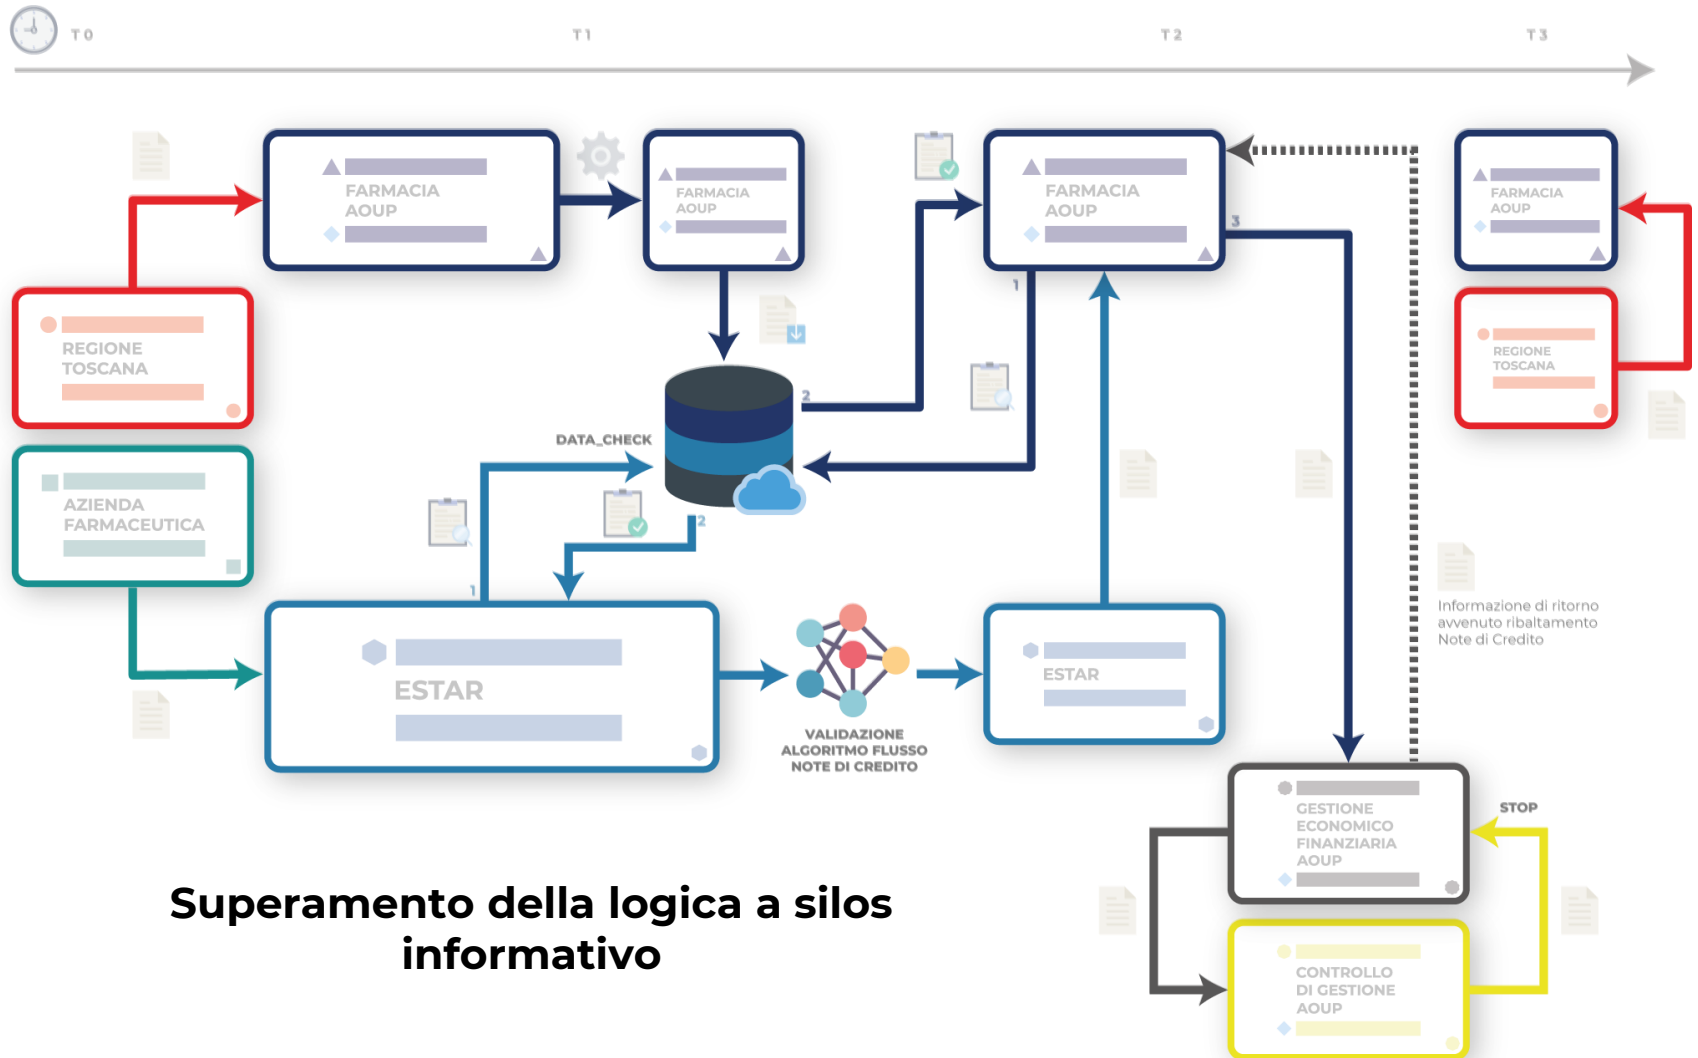 T0
T1
T2
T3
FARMACIA
AOUP
FARMACIA
AOUP
FARMACIA
AOUP
3
1
FARMACIA
AOUP
REGIONE
TOSCANA
REGIONE
TOSCANA
2
DATA_CHECK
AZIENDA
FARMACEUTICA
2
1
Informazione di ritorno
avvenuto ribaltamento
Note di Credito
ESTAR
VALIDAZIONE
ALGORITMO FLUSSO
NOTE DI CREDITO
ESTAR
GESTIONE
ECONOMICO
FINANZIARIA
AOUP
STOP
Superamento della logica a silos
informativo
CONTROLLO
DI GESTIONE
AOUP